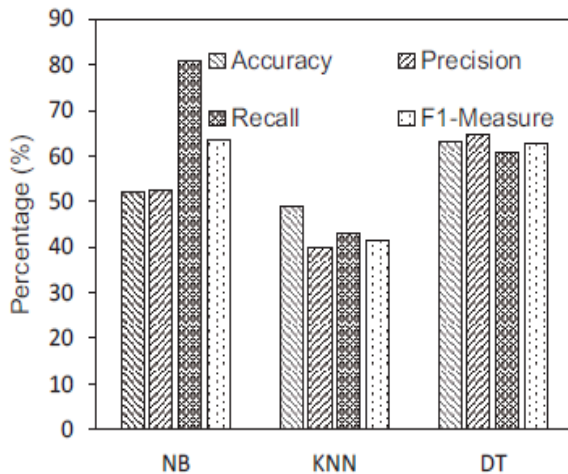 90
80
70
60
50
40
30
20
10
0
Percentage (%)
Accuracy Precision
Recall F1-Measure
NB KNN DT